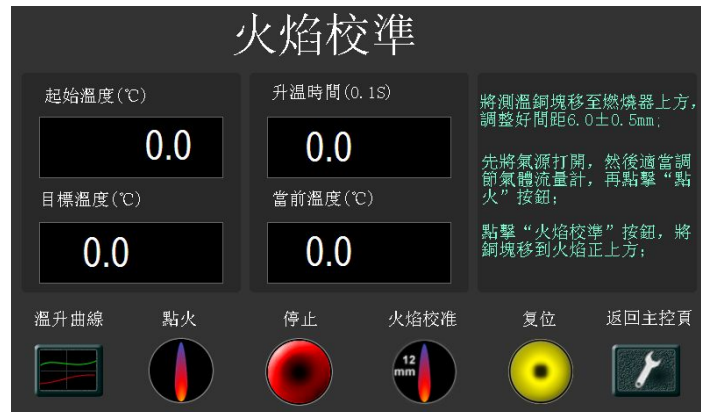 火焰校準
起始溫度(℃)
0.0
升温時間(0.1S)
0.0
目標溫度(℃)
0.0
當前溫度(℃)
0.0
將測溫銅塊移至燃燒器上方,
調整好間距6.0±0.5mm;
先將氣源打開, 然後適當調
節氣體流量計, 再點擊“點
火”按鈕;
點擊“火焰校準”按鈕, 將
銅塊移到火焰正上方;
溫升曲線
點火
停止
火焰校准
复位
返回主控頁
12
mm